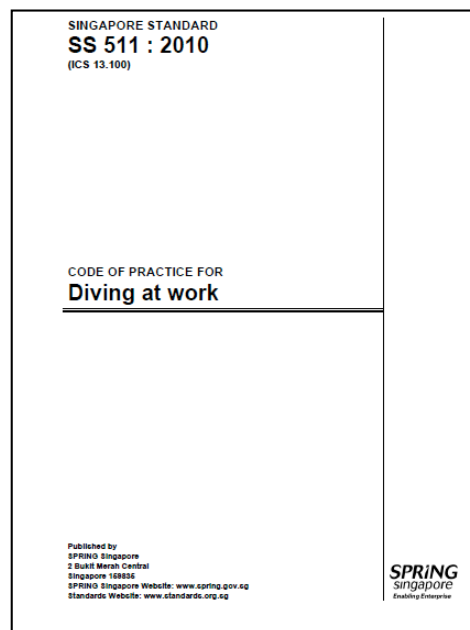 SINGAPORE STANDARD
SS 511 : 2010
(ICS 13.100)
CODE OF PRACTICE FOR
Diving at work
Published by
SPRING Singapore
2 Bukit Merah Central
Singapore 159835
SPRING Singapore Website: www.spring.gov.sg
Standards Website: www.standards.org.sg
SPRiNG
singapore
Enabling Enterprise